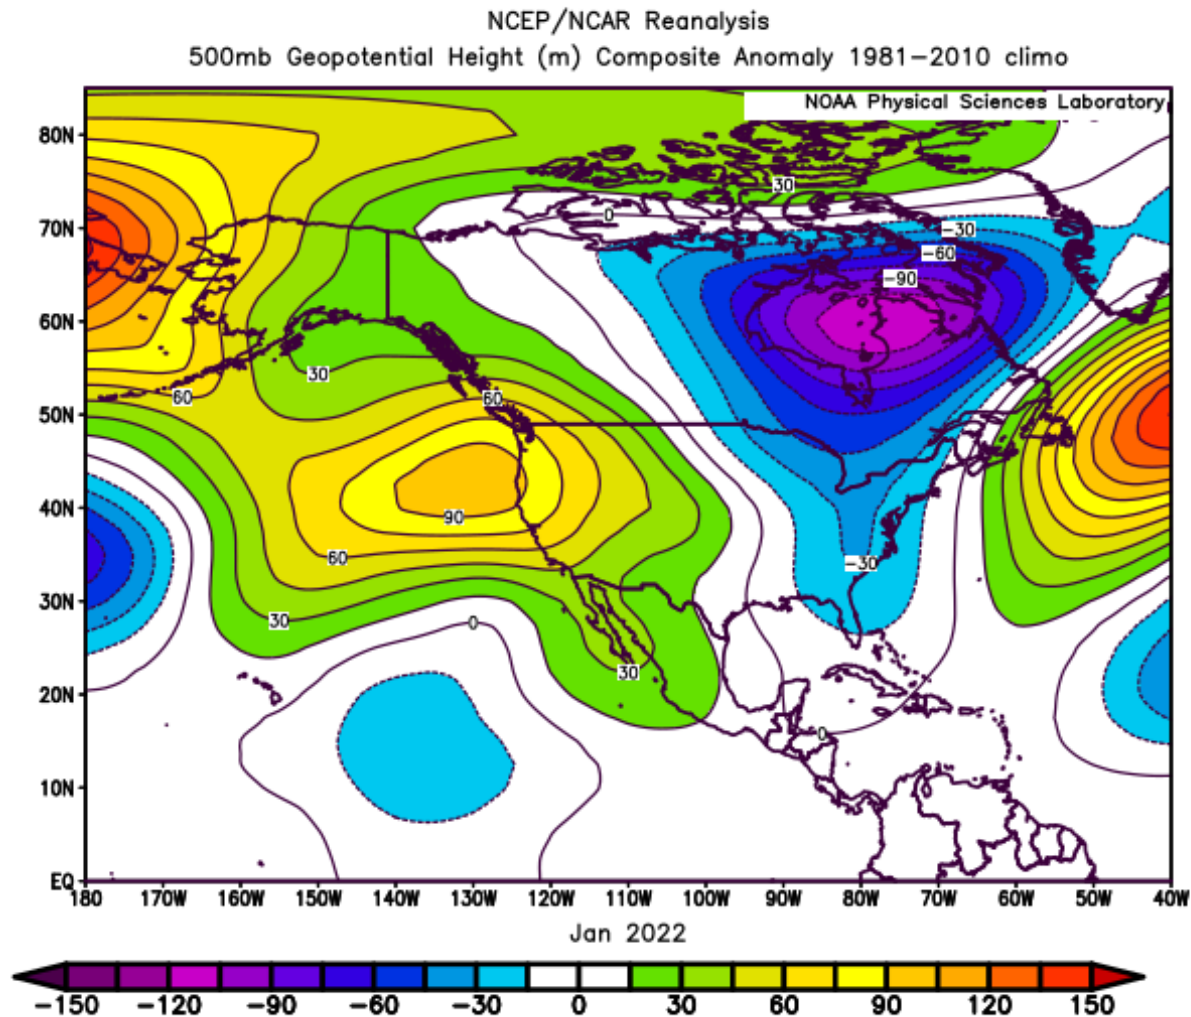 NCEP/NCAR Reanalysis
500mb Geopotential Height (m) Composite Anomaly 1981−2010 climo
NOAA Physical Sciences Laboratory
80N
30
0
70N
−30
−60
−90
60N
30
60
60
50N
40N
90
60
−30
30N
30
0
30
20N
0
10N
EQ
180 170W 160W 150W 140W 130W 120W 110W 100W 90W 80W 70W 60W 50W 40W
Jan 2022
−150 −120 −90 −60 −30 0 30 60 90 120 150